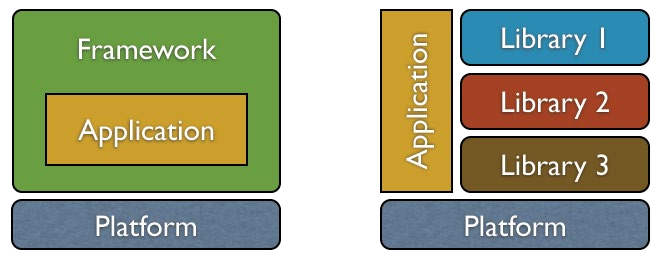 Framework
Application
Platform
Application
Library 1
Library 2
Library 3
Platform